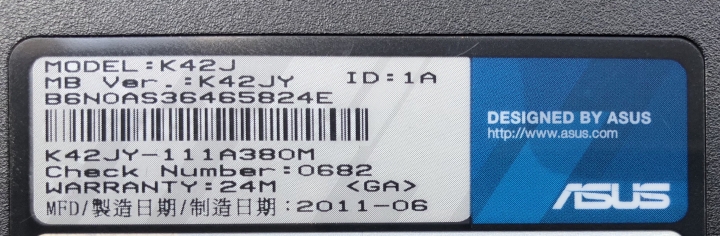 MODEL:K42J
MB Ver.:K42JY ID:1A
B6N0AS36465824E
K42JY-111A380M
Check Number:0682
WARRANTY:24M <GA>
MFD/製造日期/制造日期:2011-06
DESIGNED BY ASUS
http://www.asus.com
ASUS